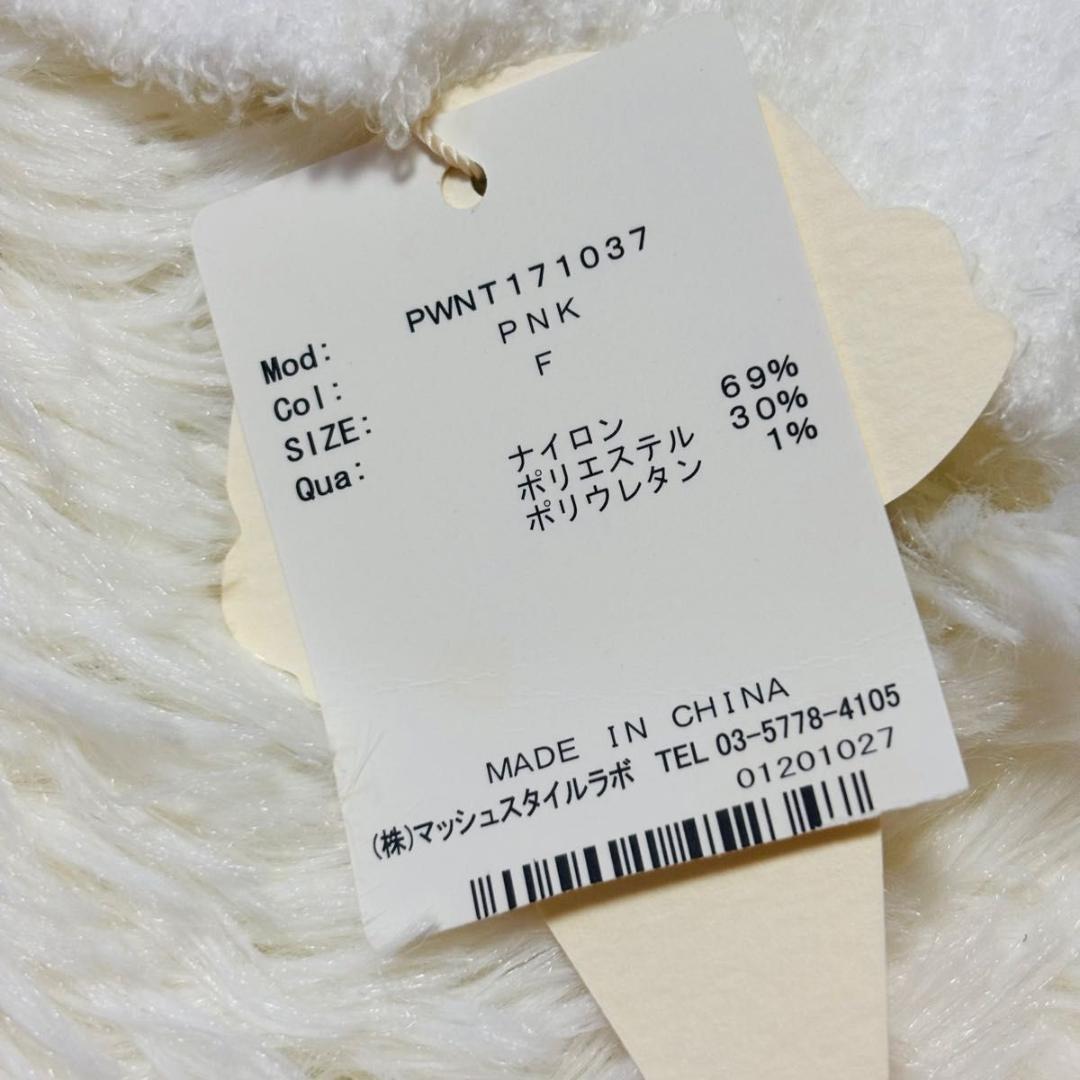 Mod: PWNT171037
Col: PNK
SIZE: F
Qua: ナイロン 69%
ポリエステル 30%
ポリウレタン 1%
MADE IN CHINA
(株)マッシュスタイルラボ TEL 03-5778-4105
01201027